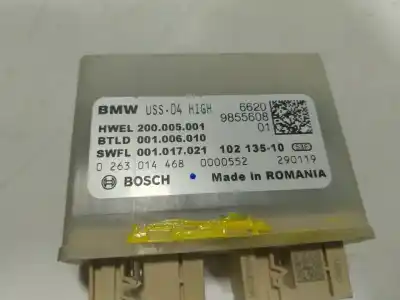 BMW USS-04 HIGH 6620
HWEL 200.005.001 9855608
BTLD 001.006.010 01
SWFL 001.017.021 102 135-10
0 263 014 468 0000552 290119
BOSCH Made in ROMANIA